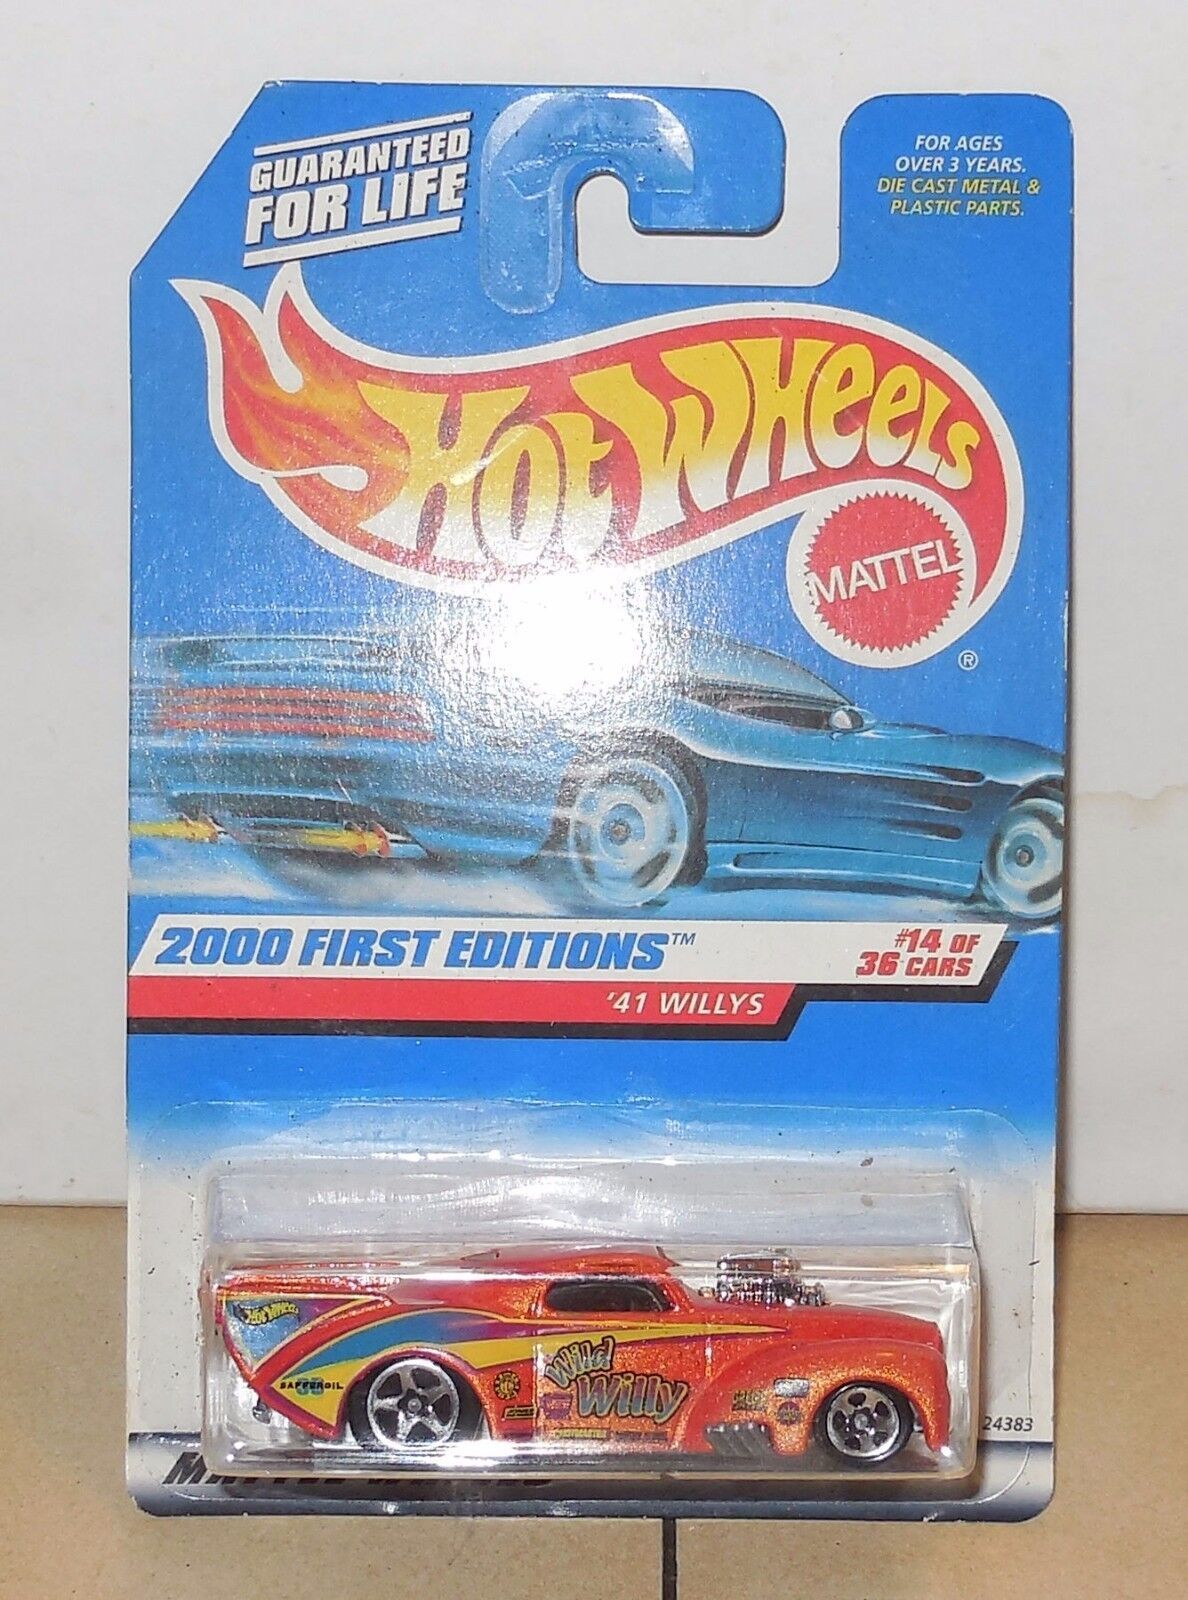 GUARANTEED
FOR LIFE
FOR AGES
OVER 3 YEARS.
DIE CAST METAL &
PLASTIC PARTS.
HOT WHEELS
MATTEL
®
2000 FIRST EDITIONS™
#14 OF
36 CARS
'41 WILLYS
HOT WHEELS
Wild
Willy
24383